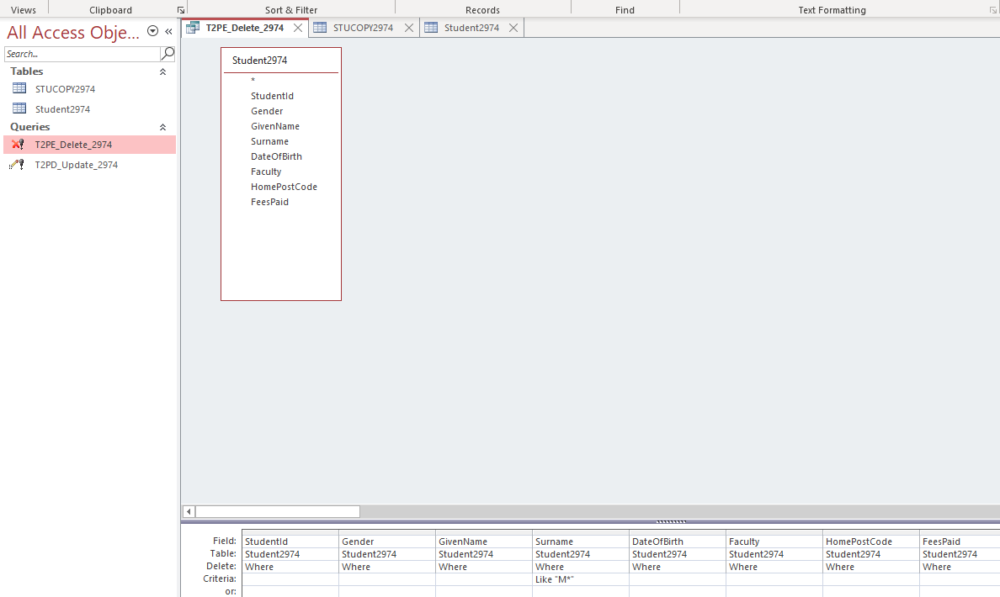 Views Clipboard Sort & Filter Records Find Text Formatting
All Access Obje... «
T2PE_Delete_2974 STUCOPY2974 Student2974
Search...
Tables
STUCOPY2974
Student2974
Queries
T2PE_Delete_2974
T2PD_Update_2974
Student2974
*
StudentId
Gender
GivenName
Surname
DateOfBirth
Faculty
HomePostCode
FeesPaid
Field: StudentId Gender GivenName Surname DateOfBirth Faculty HomePostCode FeesPaid
Table: Student2974 Student2974 Student2974 Student2974 Student2974 Student2974 Student2974 Student2974
Delete: Where Where Where Where Where Where Where Where
Criteria: Like "M*"
or: